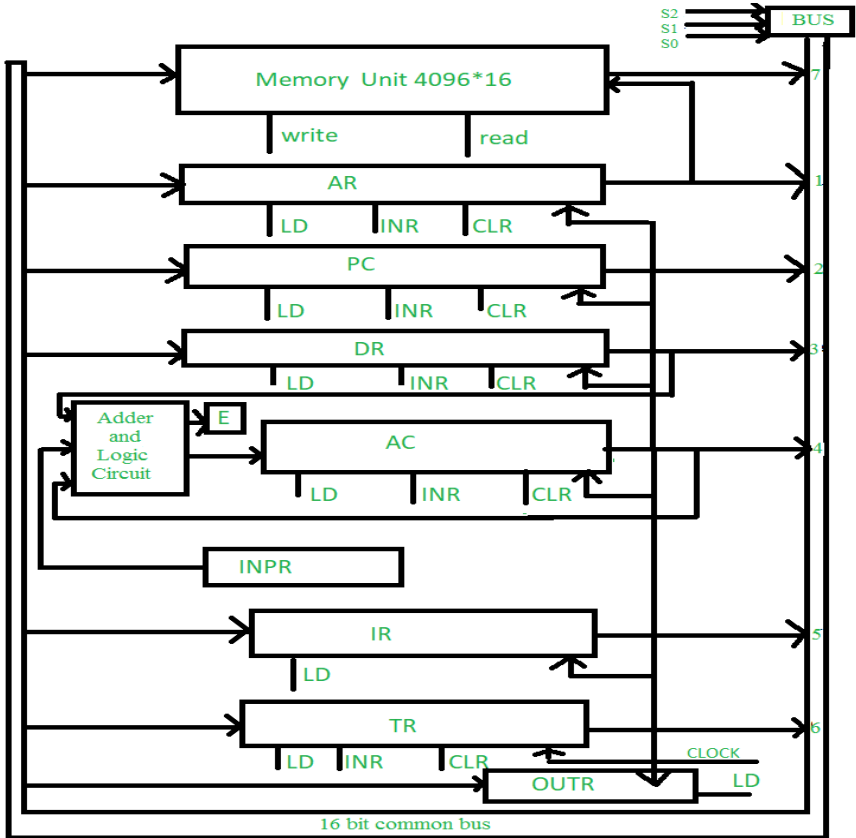 S2
S1
S0
BUS
Memory Unit 4096*16
7
write
read
AR
1
LD
INR
CLR
PC
2
LD
INR
CLR
DR
3
LD
INR
CLR
Adder
and
Logic
Circuit
E
AC
4
LD
INR
CLR
INPR
IR
5
LD
TR
6
LD
INR
CLR
CLOCK
OUTR
LD
16 bit common bus